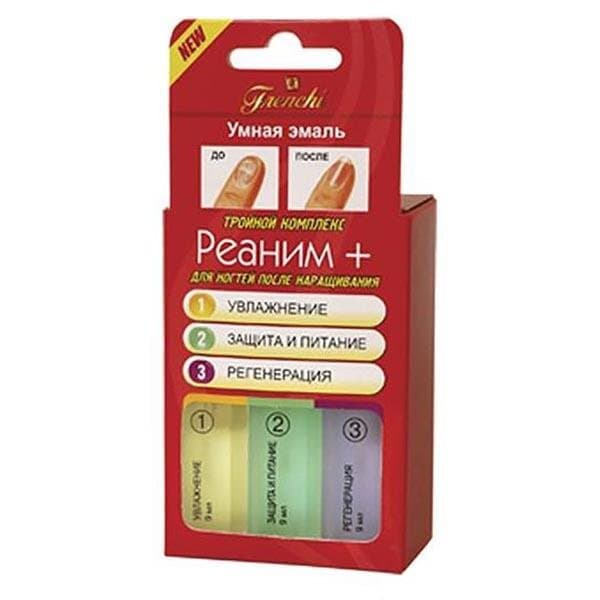 NEW
Frenchi
Умная эмаль
ДО
ПОСЛЕ
ТРОЙНОЙ КОМПЛЕКС
Реаним +
ДЛЯ НОГТЕЙ ПОСЛЕ НАРАЩИВАНИЯ
1 УВЛАЖНЕНИЕ
2 ЗАЩИТА И ПИТАНИЕ
3 РЕГЕНЕРАЦИЯ
1
УВЛАЖНЕНИЕ
9 мл
2
ЗАЩИТА И ПИТАНИЕ
9 мл
3
РЕГЕНЕРАЦИЯ
9 мл